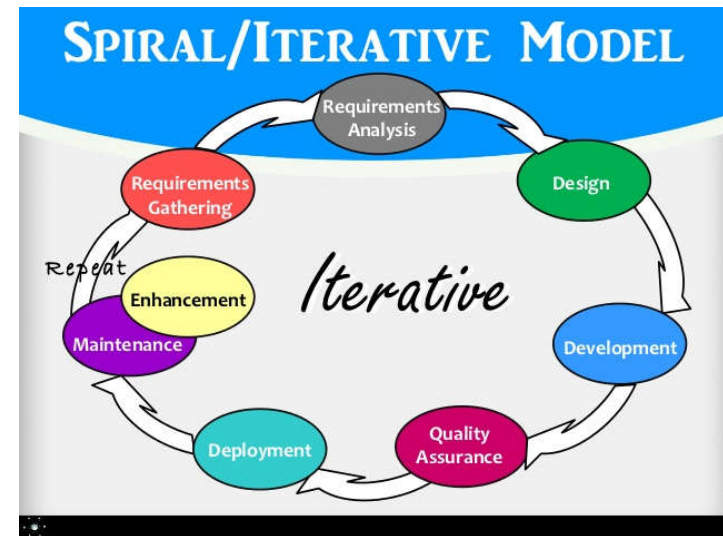 SPIRAL/ITERATIVE MODEL
Requirements
Analysis
Requirements
Gathering
Design
Repeat
Enhancement
Iterative
Maintenance
Development
Quality
Assurance
Deployment